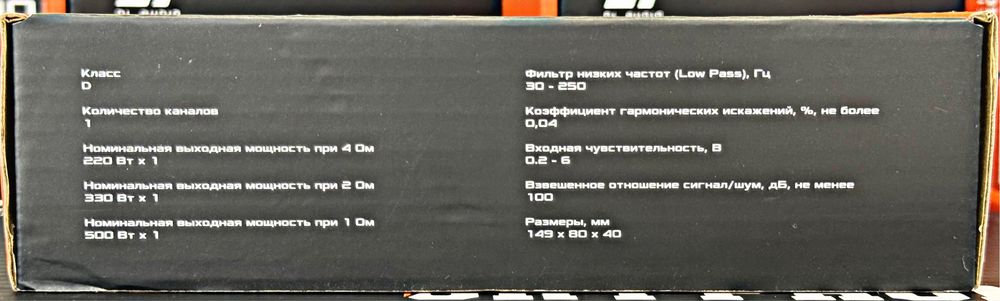 Класс
D
Количество каналов
1
Номинальная выходная мощность при 4 Ом
220 Вт x 1
Номинальная выходная мощность при 2 Ом
330 Вт x 1
Номинальная выходная мощность при 1 Ом
500 Вт x 1
Фильтр низких частот (Low Pass), Гц
30 - 250
Коэффициент гармонических искажений, %, не более
0,04
Входная чувствительность, В
0.2 - 6
Взвешенное отношение сигнал/шум, дБ, не менее
100
Размеры, мм
149 x 80 x 40